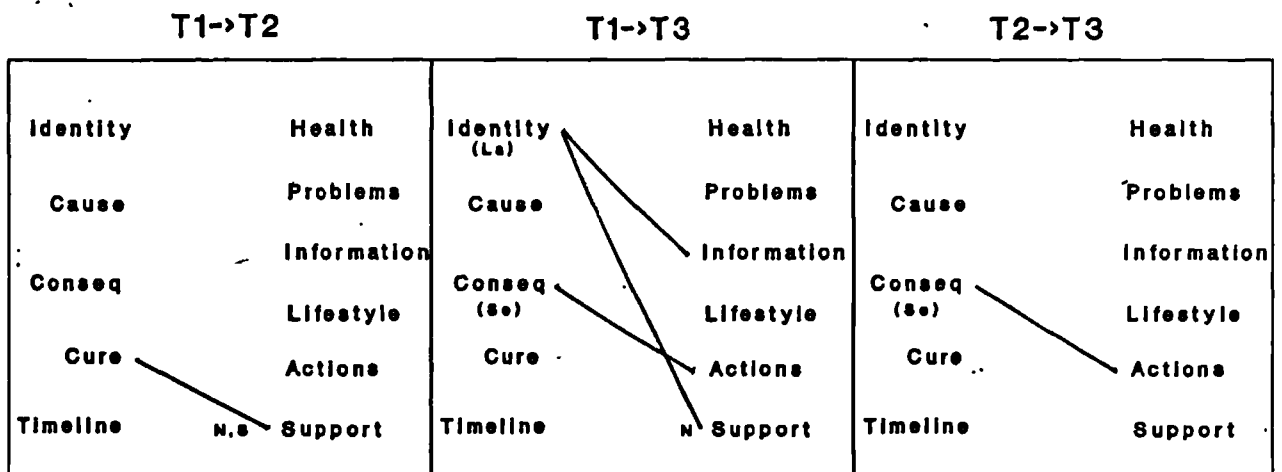 T1->T2
T1->T3
T2->T3
Identity
Health
Cause
Problems
Information
Conseq
Lifestyle
Cure
Actions
Timeline
N,S Support
Identity
(La)
Health
Cause
Problems
Information
Conseq
(Se)
Lifestyle
Cure
Actions
Timeline
N Support
Identity
Health
Cause
Problems
Information
Conseq
(Se)
Lifestyle
Cure
Actions
Timeline
Support